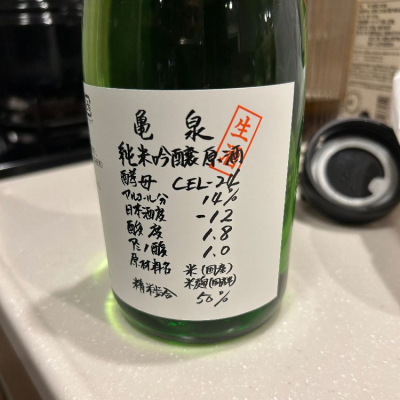 亀泉
生酒
純米吟醸原酒
酵母 CEL-24
アルコール分 14%
日本酒度 -12
酸度 1.8
アミノ酸 1.0
原材料名 米(国産)
米麹(国産米)
精米歩合 50%